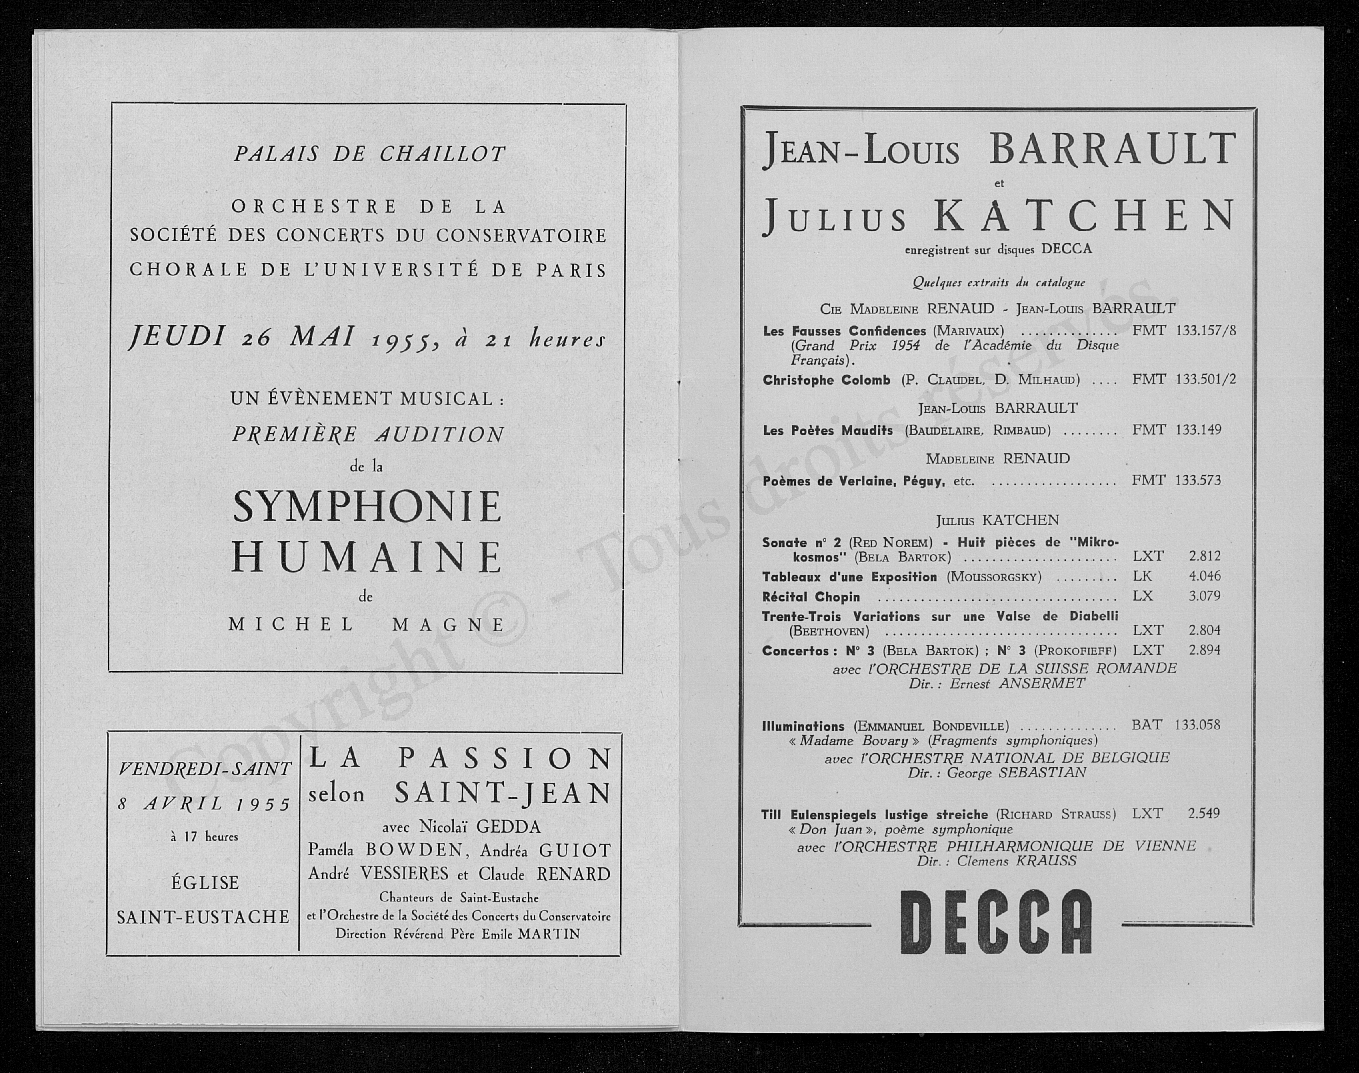 PALAIS DE CHAILLOT
ORCHESTRE DE LA
SOCIÉTÉ DES CONCERTS DU CONSERVATOIRE
CHORALE DE L'UNIVERSITÉ DE PARIS
JEUDI 26 MAI 1955, à 21 heures
UN ÉVÈNEMENT MUSICAL :
PREMIÈRE AUDITION
de la
SYMPHONIE
HUMAINE
de
MICHEL MAGNE
VENDREDI-SAINT
8 AVRIL 1955
à 17 heures
ÉGLISE
SAINT-EUSTACHE
LA PASSION
selon SAINT-JEAN
avec Nicolaï GEDDA
Paméla BOWDEN, Andréa GUIOT
André VESSIERES et Claude RENARD
Chanteurs de Saint-Eustache
et l'Orchestre de la Société des Concerts du Conservatoire
Direction Révérend Père Emile MARTIN
JEAN-LOUIS BARRAULT
et
JULIUS KATCHEN
enregistrent sur disques DECCA
Quelques extraits du catalogue
CIE MADELEINE RENAUD - JEAN-LOUIS BARRAULT
Les Fausses Confidences (MARIVAUX) .............. FMT 133.157/8
(Grand Prix 1954 de l'Académie du Disque
Français).
Christophe Colomb (P. CLAUDEL, D. MILHAUD) .... FMT 133.501/2
JEAN-LOUIS BARRAULT
Les Poètes Maudits (BAUDELAIRE, RIMBAUD) ........ FMT 133.149
MADELEINE RENAUD
Poèmes de Verlaine, Péguy, etc. .................. FMT 133.573
JULIUS KATCHEN
Sonate n° 2 (RED NOREM) - Huit pièces de "Mikro-
kosmos" (BELA BARTOK) ...................... LXT 2.812
Tableaux d'une Exposition (MOUSSORGSKY) ......... LK 4.046
Récital Chopin .................................. LX 3.079
Trente-Trois Variations sur une Valse de Diabelli
(BEETHOVEN) ................................. LXT 2.804
Concertos : N° 3 (BELA BARTOK) ; N° 3 (PROKOFIEFF) LXT 2.894
avec l'ORCHESTRE DE LA SUISSE ROMANDE
Dir. : Ernest ANSERMET
Illuminations (EMMANUEL BONDEVILLE) .............. BAT 133.058
« Madame Bovary » (Fragments symphoniques)
avec l'ORCHESTRE NATIONAL DE BELGIQUE
Dir. : George SEBASTIAN
Till Eulenspiegels lustige streiche (RICHARD STRAUSS) LXT 2.549
« Don Juan », poème symphonique
avec l'ORCHESTRE PHILHARMONIQUE DE VIENNE
Dir. : Clemens KRAUSS
DECCA
Copyright © - Tous droits réservés.